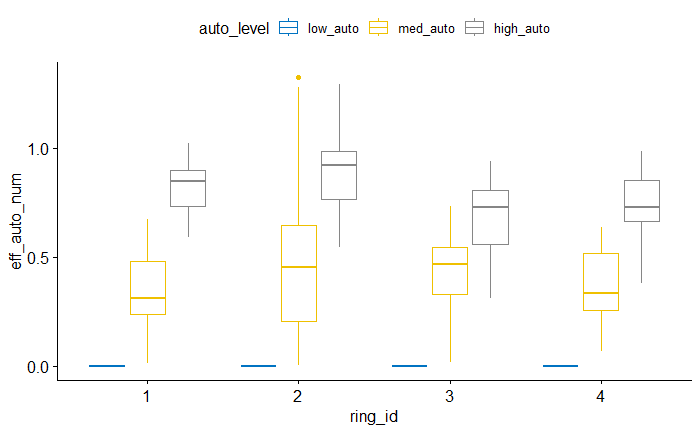 auto_level low_auto med_auto high_auto
1.0
0.5
0.0
eff_auto_num
1 2 3 4
ring_id